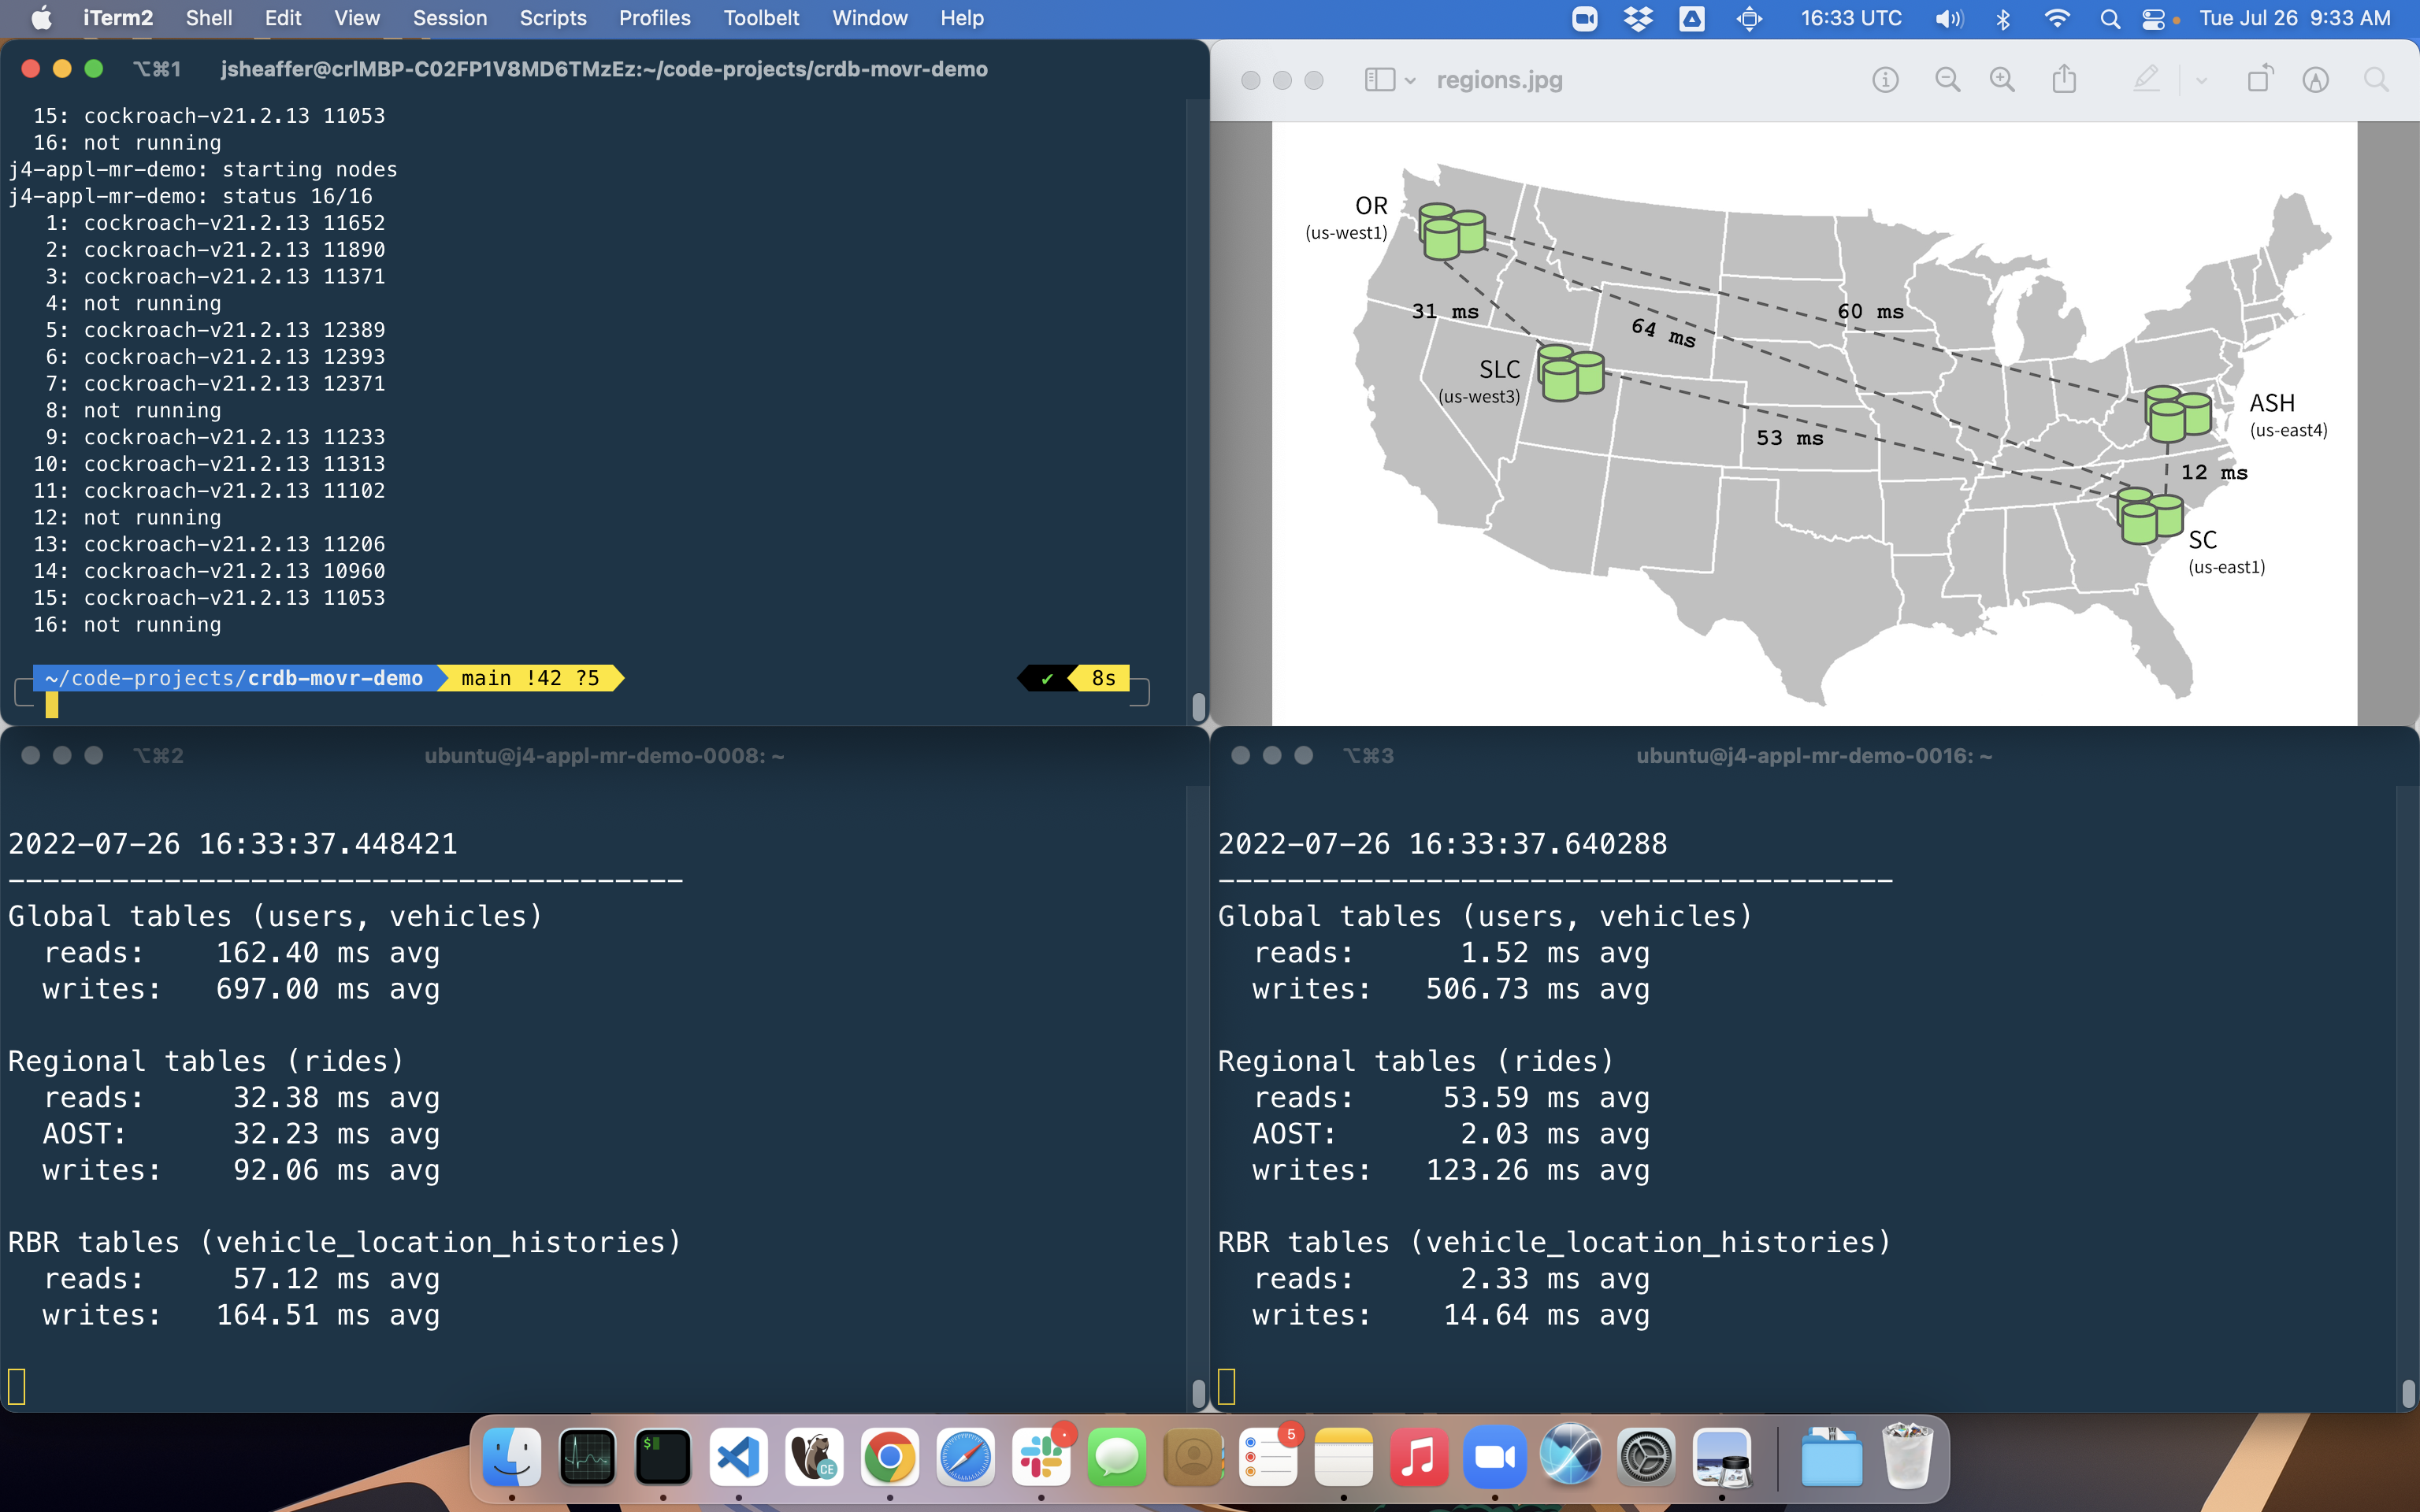 iTerm2 Shell Edit View Session Scripts Profiles Toolbelt Window Help 16:33 UTC Tue Jul 26 9:33 AM
⌥⌘1 jsheaffer@crlMBP-C02FP1V8MD6TMzEz:~/code-projects/crdb-movr-demo
15: cockroach-v21.2.13 11053
16: not running
j4-appl-mr-demo: starting nodes
j4-appl-mr-demo: status 16/16
1: cockroach-v21.2.13 11652
2: cockroach-v21.2.13 11890
3: cockroach-v21.2.13 11371
4: not running
5: cockroach-v21.2.13 12389
6: cockroach-v21.2.13 12393
7: cockroach-v21.2.13 12371
8: not running
9: cockroach-v21.2.13 11233
10: cockroach-v21.2.13 11313
11: cockroach-v21.2.13 11102
12: not running
13: cockroach-v21.2.13 11206
14: cockroach-v21.2.13 10960
15: cockroach-v21.2.13 11053
16: not running
~/code-projects/crdb-movr-demo main !42 ?5 ✔ 8s
regions.jpg
OR
(us-west1)
31 ms
64 ms
60 ms
SLC
(us-west3)
53 ms
ASH
(us-east4)
12 ms
SC
(us-east1)
⌥⌘2 ubuntu@j4-appl-mr-demo-0008: ~
2022-07-26 16:33:37.448421
---------------------------------------
Global tables (users, vehicles)
reads: 162.40 ms avg
writes: 697.00 ms avg
Regional tables (rides)
reads: 32.38 ms avg
AOST: 32.23 ms avg
writes: 92.06 ms avg
RBR tables (vehicle_location_histories)
reads: 57.12 ms avg
writes: 164.51 ms avg
⌥⌘3 ubuntu@j4-appl-mr-demo-0016: ~
2022-07-26 16:33:37.640288
---------------------------------------
Global tables (users, vehicles)
reads: 1.52 ms avg
writes: 506.73 ms avg
Regional tables (rides)
reads: 53.59 ms avg
AOST: 2.03 ms avg
writes: 123.26 ms avg
RBR tables (vehicle_location_histories)
reads: 2.33 ms avg
writes: 14.64 ms avg
$
CE
5